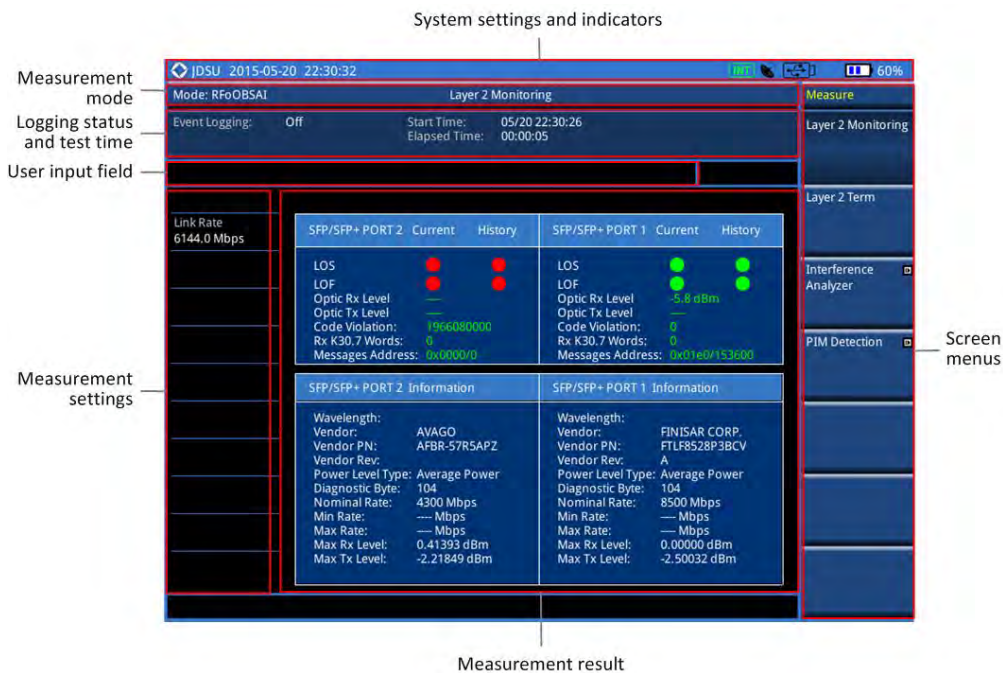 System settings and indicators
JDSU 2015-05-20 22:30:32
INT
60%
Measurement
mode
Mode: RFoOBSAI
Layer 2 Monitoring
Measure
Logging status
and test time
Event Logging: Off
Start Time: 05/20 22:30:26
Elapsed Time: 00:00:05
Layer 2 Monitoring
User input field
Layer 2 Term
Link Rate
6144.0 Mbps
SFP/SFP+ PORT 2 Current History
LOS
LOF
Optic Rx Level ----
Optic Tx Level ----
Code Violation: 1966080000
Rx K30.7 Words: 0
Messages Address: 0x0000/0
SFP/SFP+ PORT 1 Current History
LOS
LOF
Optic Rx Level -5.8 dBm
Optic Tx Level ----
Code Violation: 0
Rx K30.7 Words: 0
Messages Address: 0x01e0/153600
Interference
Analyzer
PIM Detection
Screen
menus
Measurement
settings
SFP/SFP+ PORT 2 Information
Wavelength:
Vendor: AVAGO
Vendor PN: AFBR-57R5APZ
Vendor Rev:
Power Level Type: Average Power
Diagnostic Byte: 104
Nominal Rate: 4300 Mbps
Min Rate: ---- Mbps
Max Rate: ---- Mbps
Max Rx Level: 0.41393 dBm
Max Tx Level: -2.21849 dBm
SFP/SFP+ PORT 1 Information
Wavelength:
Vendor: FINISAR CORP.
Vendor PN: FTLF8528P3BCV
Vendor Rev: A
Power Level Type: Average Power
Diagnostic Byte: 104
Nominal Rate: 8500 Mbps
Min Rate: ---- Mbps
Max Rate: ---- Mbps
Max Rx Level: 0.00000 dBm
Max Tx Level: -2.50032 dBm
Measurement result